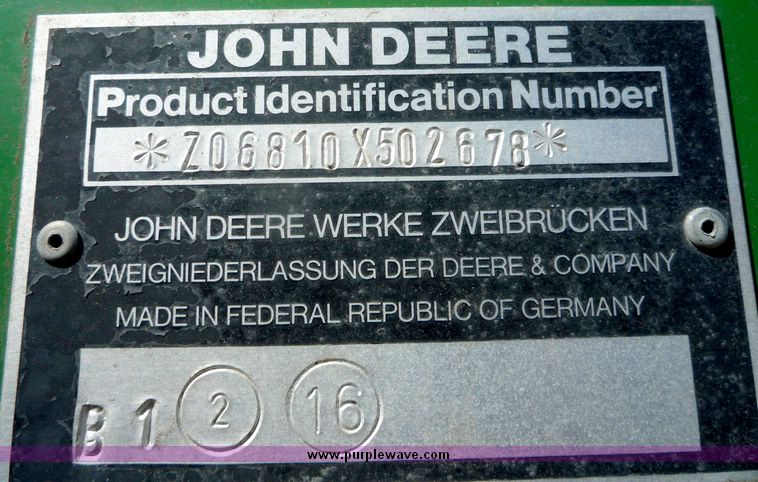 JOHN DEERE
Product Identification Number
*Z06810X502678*
JOHN DEERE WERKE ZWEIBRÜCKEN
ZWEIGNIEDERLASSUNG DER DEERE & COMPANY
MADE IN FEDERAL REPUBLIC OF GERMANY
B1 2 16
www.purplewave.com